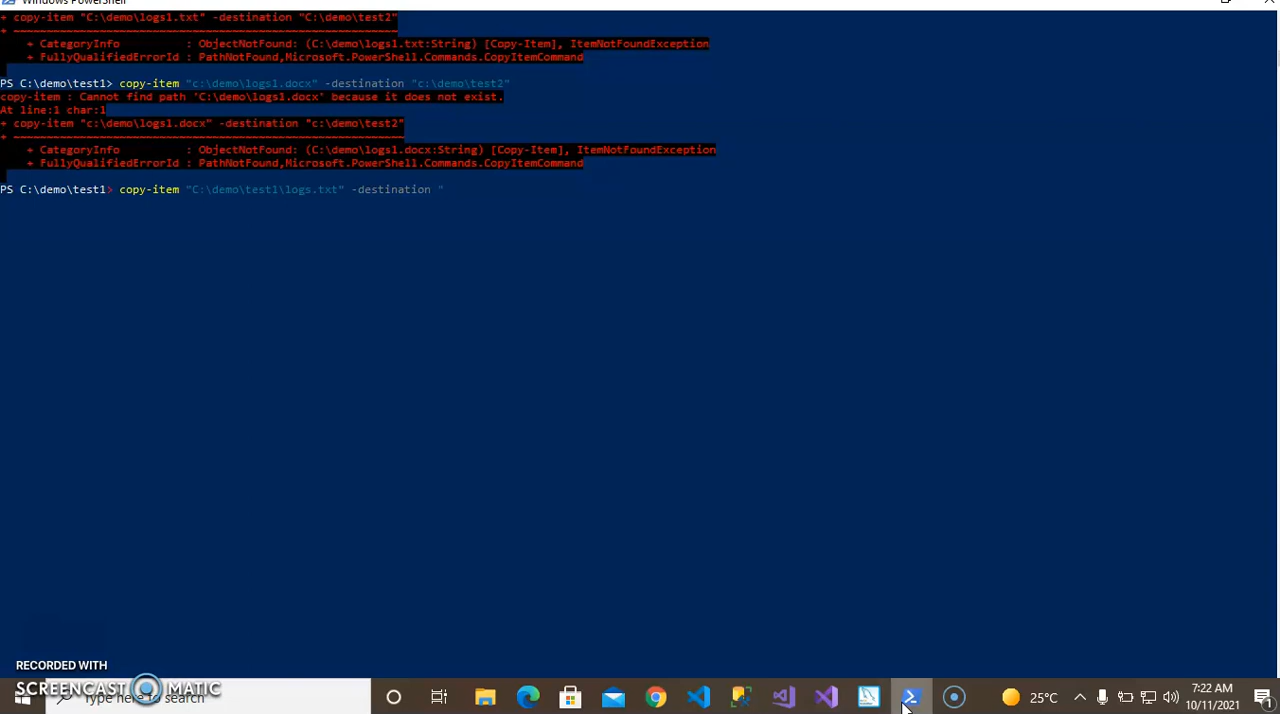 Windows PowerShell
+ copy-item "C:\demo\logs1.txt" -destination "C:\demo\test2"
+ ~~~~~~~~~~~~~~~~~~~~~~~~~~~~~~~~~~~~~~~~~~~~~~~~~~~~~~~~~~
+ CategoryInfo : ObjectNotFound: (C:\demo\logs1.txt:String) [Copy-Item], ItemNotFoundException
+ FullyQualifiedErrorId : PathNotFound,Microsoft.PowerShell.Commands.CopyItemCommand
PS C:\demo\test1> copy-item "c:\demo\logs1.docx" -destination "c:\demo\test2"
copy-item : Cannot find path 'C:\demo\logs1.docx' because it does not exist.
At line:1 char:1
+ copy-item "c:\demo\logs1.docx" -destination "c:\demo\test2"
+ ~~~~~~~~~~~~~~~~~~~~~~~~~~~~~~~~~~~~~~~~~~~~~~~~~~~~~~~~~~~
+ CategoryInfo : ObjectNotFound: (C:\demo\logs1.docx:String) [Copy-Item], ItemNotFoundException
+ FullyQualifiedErrorId : PathNotFound,Microsoft.PowerShell.Commands.CopyItemCommand
PS C:\demo\test1> copy-item "C:\demo\test1\logs.txt" -destination "
RECORDED WITH
SCREENCAST MATIC
Type here to search
25°C
7:22 AM
10/11/2021
1